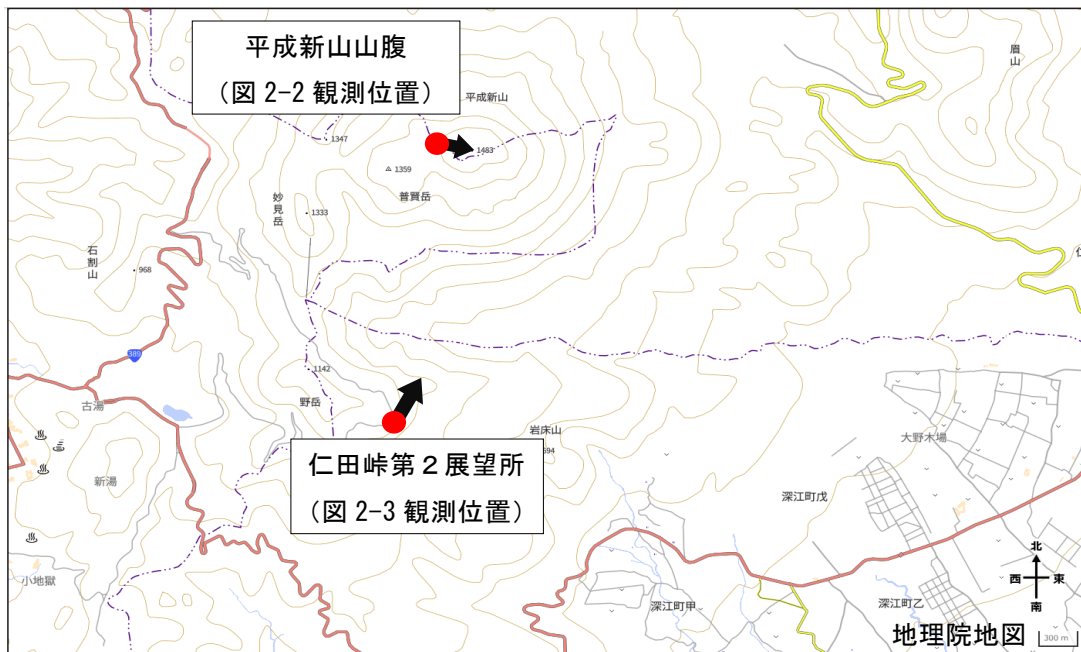 平成新山山腹
（図 2-2 観測位置）
眉山
平成新山
1347
1483
1359
普賢岳
妙見岳
1333
石割山
968
389
1142
野岳
古湯
岩床山
694
大野木場
仁田峠第２展望所
（図 2-3 観測位置）
新湯
深江町戊
小地獄
北
西
東
南
深江町甲
深江町乙
地理院地図
300 m